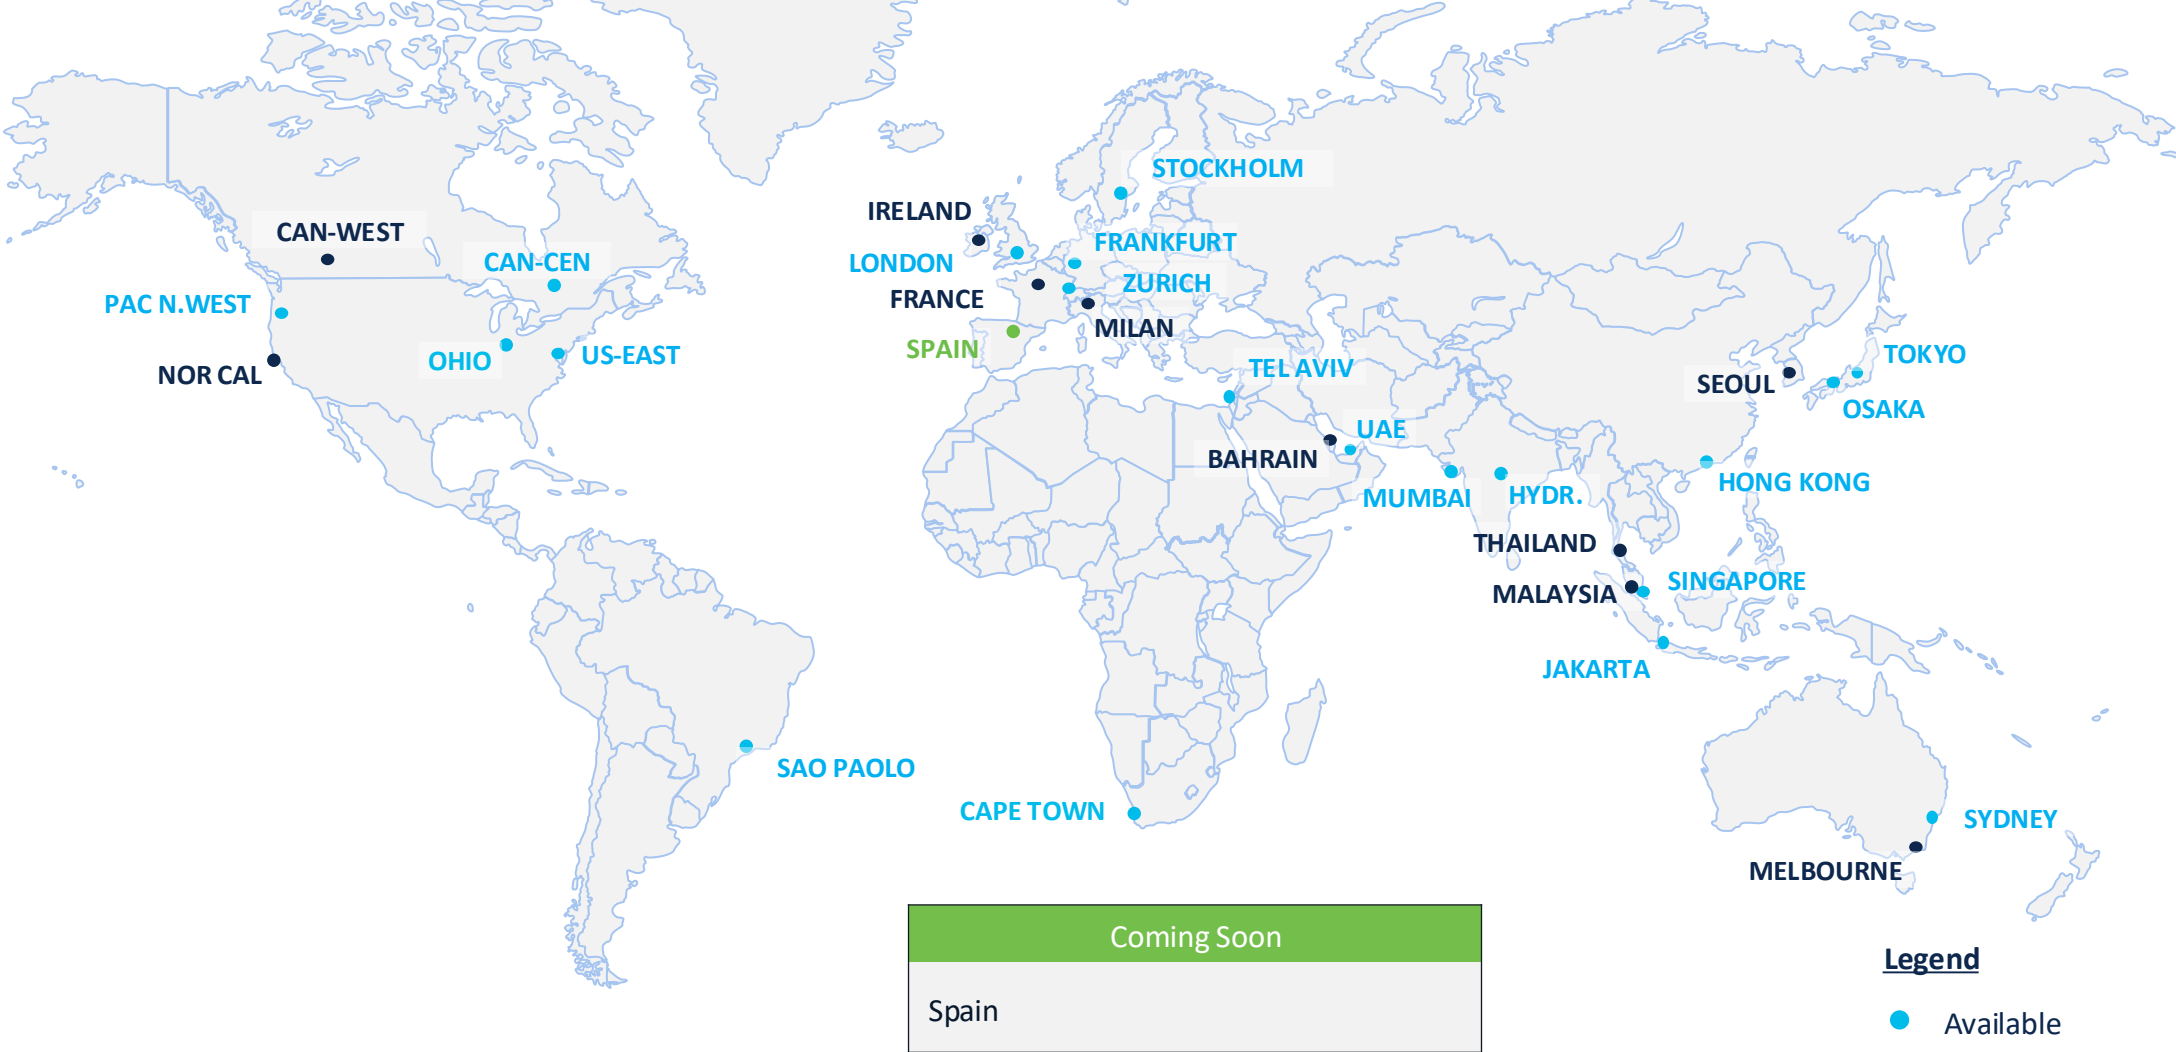 STOCKHOLM
IRELAND
CAN-WEST
FRANKFURT
CAN-CEN
LONDON
ZURICH
FRANCE
PAC N.WEST
MILAN
SPAIN
TOKYO
US-EAST
OHIO
TEL AVIV
NOR CAL
SEOUL
OSAKA
UAE
BAHRAIN
HONG KONG
MUMBAI
HYDR.
THAILAND
SINGAPORE
MALAYSIA
JAKARTA
SAO PAOLO
CAPE TOWN
SYDNEY
MELBOURNE
Coming Soon
Spain
Legend
Available